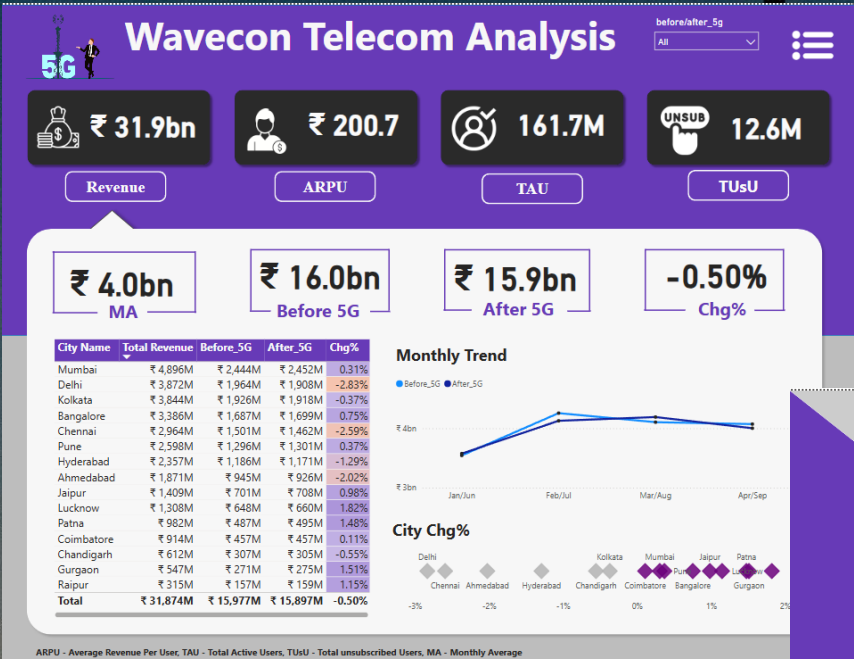 5G
Wavecon Telecom Analysis
before/after_5g
All
₹ 31.9bn
₹ 200.7
161.7M
UNSUB
12.6M
Revenue
ARPU
TAU
TUsU
₹ 4.0bn
MA
₹ 16.0bn
Before 5G
₹ 15.9bn
After 5G
-0.50%
Chg%
City Name Total Revenue Before_5G After_5G Chg%
Mumbai ₹ 4,896M ₹ 2,444M ₹ 2,452M 0.31%
Delhi ₹ 3,872M ₹ 1,964M ₹ 1,908M -2.83%
Kolkata ₹ 3,844M ₹ 1,926M ₹ 1,918M -0.37%
Bangalore ₹ 3,386M ₹ 1,687M ₹ 1,699M 0.75%
Chennai ₹ 2,964M ₹ 1,501M ₹ 1,462M -2.59%
Pune ₹ 2,598M ₹ 1,296M ₹ 1,301M 0.37%
Hyderabad ₹ 2,357M ₹ 1,186M ₹ 1,171M -1.29%
Ahmedabad ₹ 1,871M ₹ 945M ₹ 926M -2.02%
Jaipur ₹ 1,409M ₹ 701M ₹ 708M 0.98%
Lucknow ₹ 1,308M ₹ 648M ₹ 660M 1.82%
Patna ₹ 982M ₹ 487M ₹ 495M 1.48%
Coimbatore ₹ 914M ₹ 457M ₹ 457M 0.11%
Chandigarh ₹ 612M ₹ 307M ₹ 305M -0.55%
Gurgaon ₹ 547M ₹ 271M ₹ 275M 1.51%
Raipur ₹ 315M ₹ 157M ₹ 159M 1.15%
Total ₹ 31,874M ₹ 15,977M ₹ 15,897M -0.50%
Monthly Trend
Before_5G After_5G
₹ 4bn
₹ 3bn
Jan/Jun Feb/Jul Mar/Aug Apr/Sep
City Chg%
Delhi Kolkata Mumbai Jaipur Patna
Chennai Ahmedabad Hyderabad Coimbatore Bangalore Gurgaon
-3% -2% -1% 0% 1% 2%
ARPU - Average Revenue Per User, TAU - Total Active Users, TUsU - Total unsubscribed Users, MA - Monthly Average